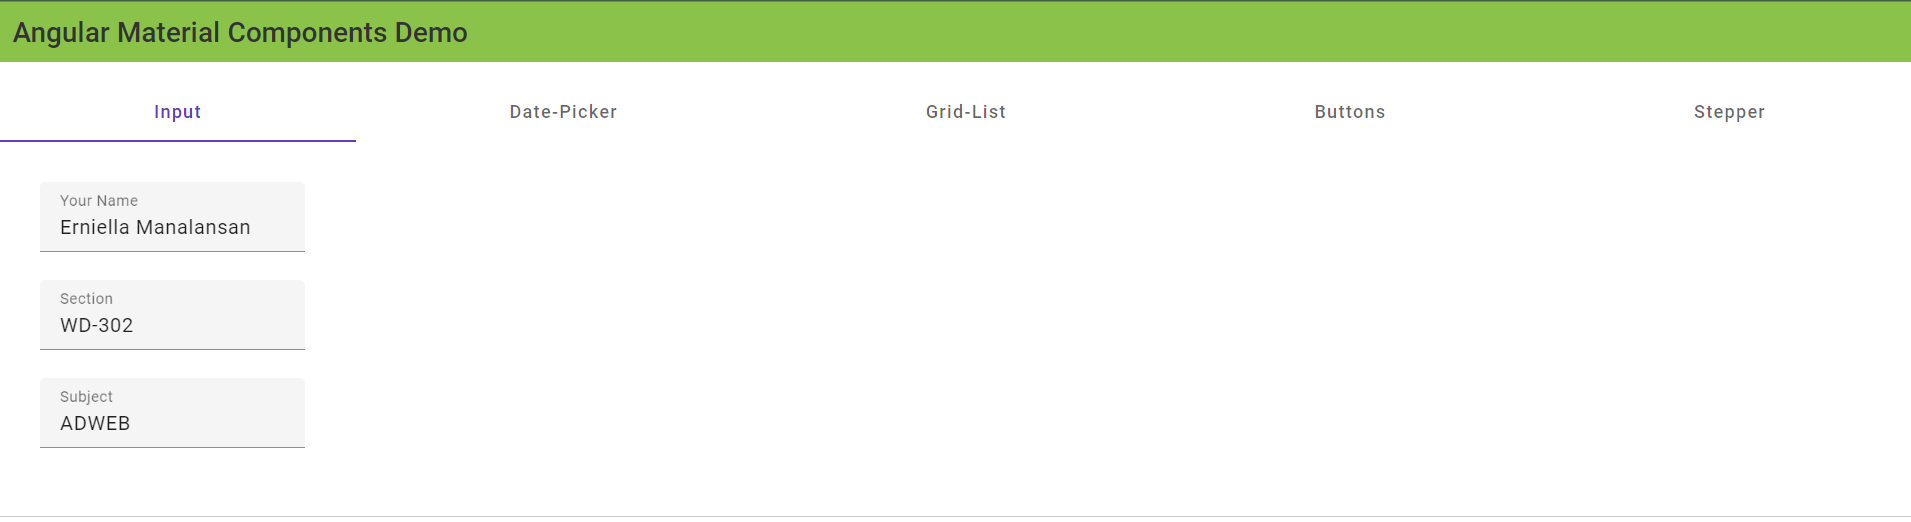 Angular Material Components Demo
Input Date-Picker Grid-List Buttons Stepper
Your Name
Erniella Manalansan
Section
WD-302
Subject
ADWEB